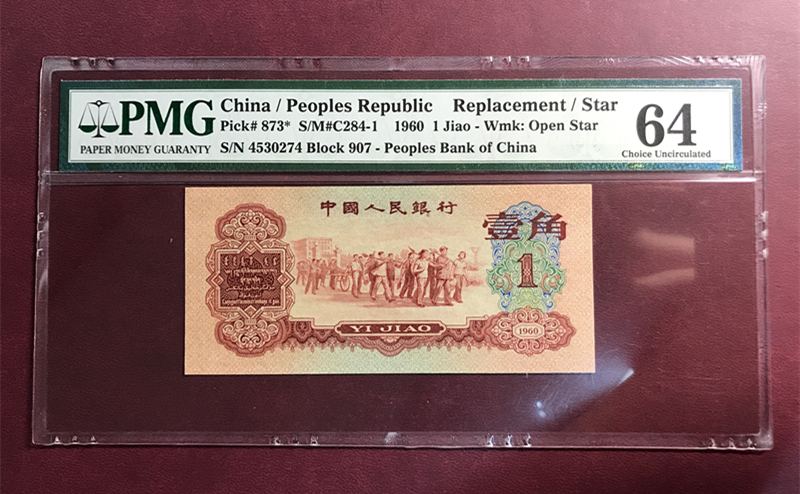 PMG
PAPER MONEY GUARANTY
China / Peoples Republic Replacement / Star
Pick# 873* S/M#C284-1 1960 1 Jiao - Wmk: Open Star
S/N 4530274 Block 907 - Peoples Bank of China
64
Choice Uncirculated
中國人民銀行
壹角
1
YI JIAO
1960